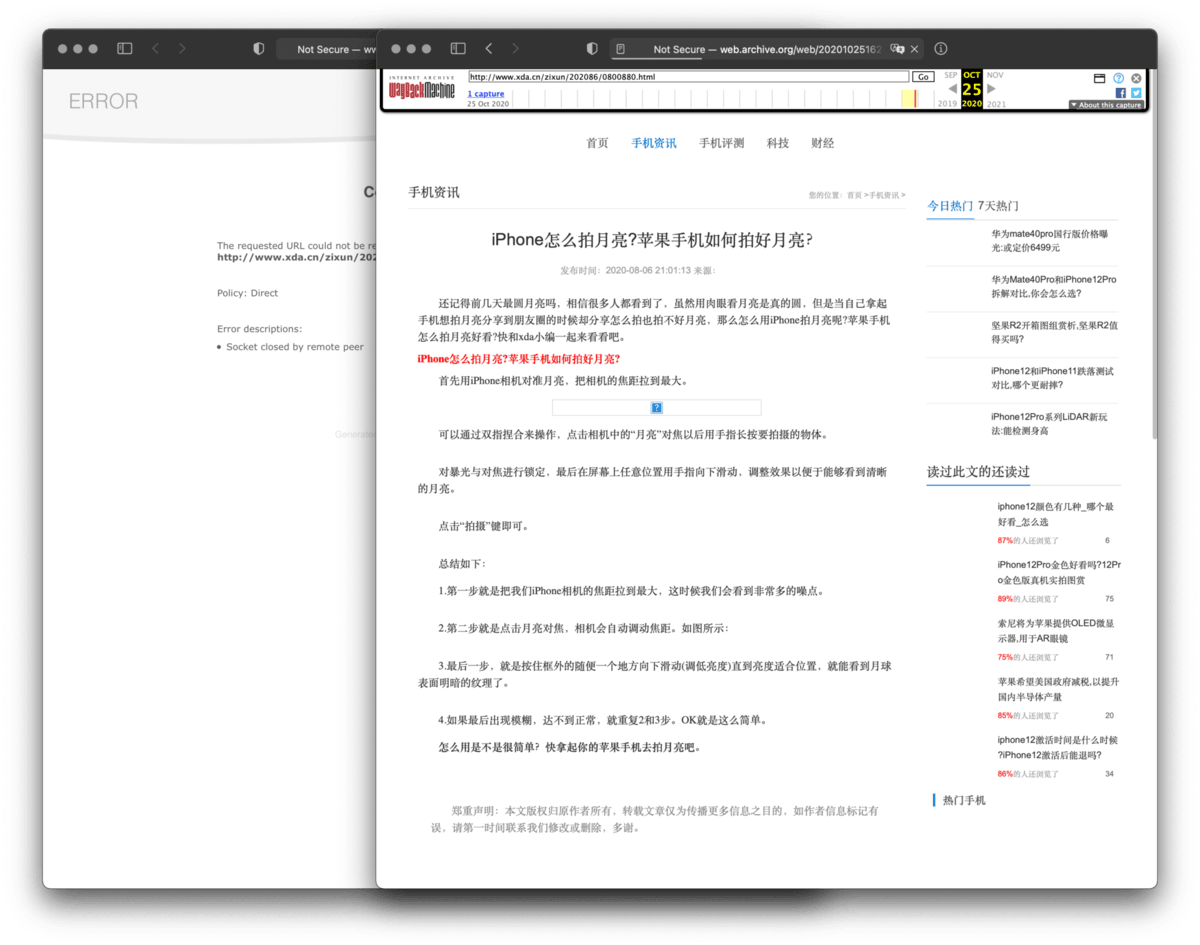 Not Secure — ww
ERROR
The requested URL could not be re
http://www.xda.cn/zixun/202
Policy: Direct
Error descriptions:
• Socket closed by remote peer
Not Secure — web.archive.org/web/20201025162
INTERNET ARCHIVE
WayBackMachine
http://www.xda.cn/zixun/202086/0800880.html
Go
SEP OCT NOV
1 capture
25
25 Oct 2020
2019 2020 2021
▼ About this capture
首页 手机资讯 手机评测 科技 财经
手机资讯
您的位置: 首页 >手机资讯 >
iPhone怎么拍月亮?苹果手机如何拍好月亮?
发布时间: 2020-08-06 21:01:13 来源:
还记得前几天最圆月亮吗,相信很多人都看到了,虽然用肉眼看月亮是真的圆,但是当自己拿起
手机想拍月亮分享到朋友圈的时候却分享怎么拍也拍不好月亮,那么怎么用iPhone拍月亮呢?苹果手机
怎么拍月亮好看?快和xda小编一起来看看吧。
iPhone怎么拍月亮?苹果手机如何拍好月亮?
首先用iPhone相机对准月亮,把相机的焦距拉到最大。
可以通过双指捏合来操作,点击相机中的“月亮”对焦以后用手指长按要拍摄的物体。
对暴光与对焦进行锁定,最后在屏幕上任意位置用手指向下滑动,调整效果以便于能够看到清晰
的月亮。
点击“拍摄”键即可。
总结如下:
1.第一步就是把我们iPhone相机的焦距拉到最大,这时候我们会看到非常多的噪点。
2.第二步就是点击月亮对焦,相机会自动调动焦距。如图所示:
3.最后一步,就是按住框外的随便一个地方向下滑动(调低亮度)直到亮度适合位置,就能看到月球
表面明暗的纹理了。
4.如果最后出现模糊,达不到正常,就重复2和3步。OK就是这么简单。
怎么用是不是很简单?快拿起你的苹果手机去拍月亮吧。
郑重声明:本文版权归原作者所有,转载文章仅为传播更多信息之目的,如作者信息标记有
误,请第一时间联系我们修改或删除,多谢。
今日热门 7天热门
华为mate40pro国行版价格曝
光:或定价6499元
华为Mate40Pro和iPhone12Pro
拆解对比,你会怎么选?
坚果R2开箱图组赏析,坚果R2值
得买吗?
iPhone12和iPhone11跌落测试
对比,哪个更耐摔?
iPhone12Pro系列LiDAR新玩
法:能检测身高
读过此文的还读过
iphone12颜色有几种_哪个最
好看_怎么选
87%的人还浏览了 6
iPhone12Pro金色好看吗?12Pr
o金色版真机实拍图赏
89%的人还浏览了 75
索尼将为苹果提供OLED微显
示器,用于AR眼镜
75%的人还浏览了 71
苹果希望美国政府减税,以提升
国内半导体产量
85%的人还浏览了 20
iphone12激活时间是什么时候
?iPhone12激活后能退吗?
86%的人还浏览了 34
热门手机